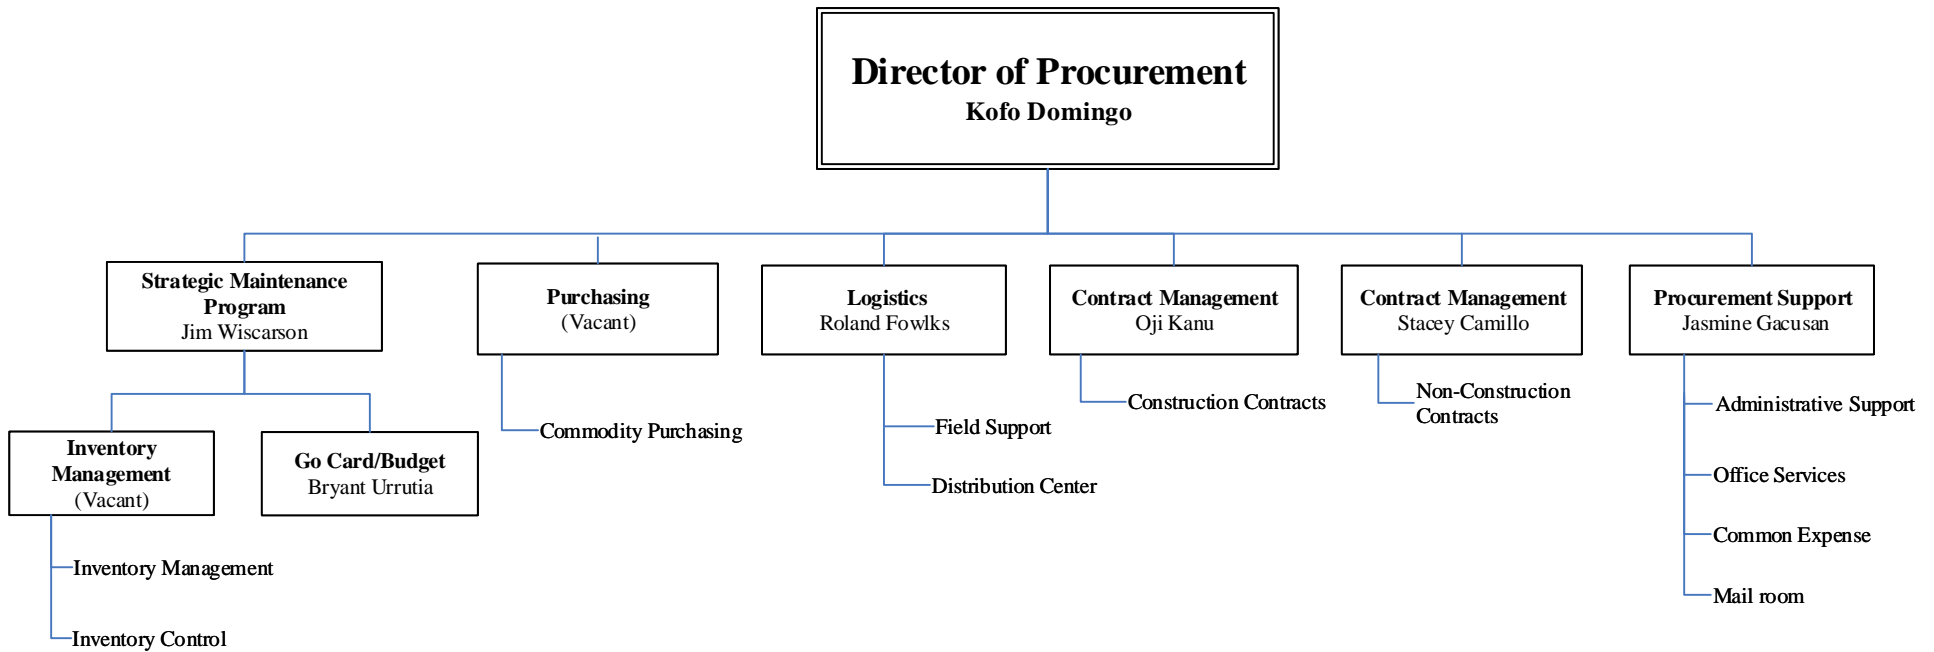 Director of Procurement
Kofo Domingo
Strategic Maintenance
Program
Jim Wiscarson
Purchasing
(Vacant)
Logistics
Roland Fowlks
Contract Management
Oji Kanu
Contract Management
Stacey Camillo
Procurement Support
Jasmine Gacusan
Inventory
Management
(Vacant)
Go Card/Budget
Bryant Urrutia
Inventory Management
Inventory Control
Commodity Purchasing
Field Support
Distribution Center
Construction Contracts
Non-Construction
Contracts
Administrative Support
Office Services
Common Expense
Mail room